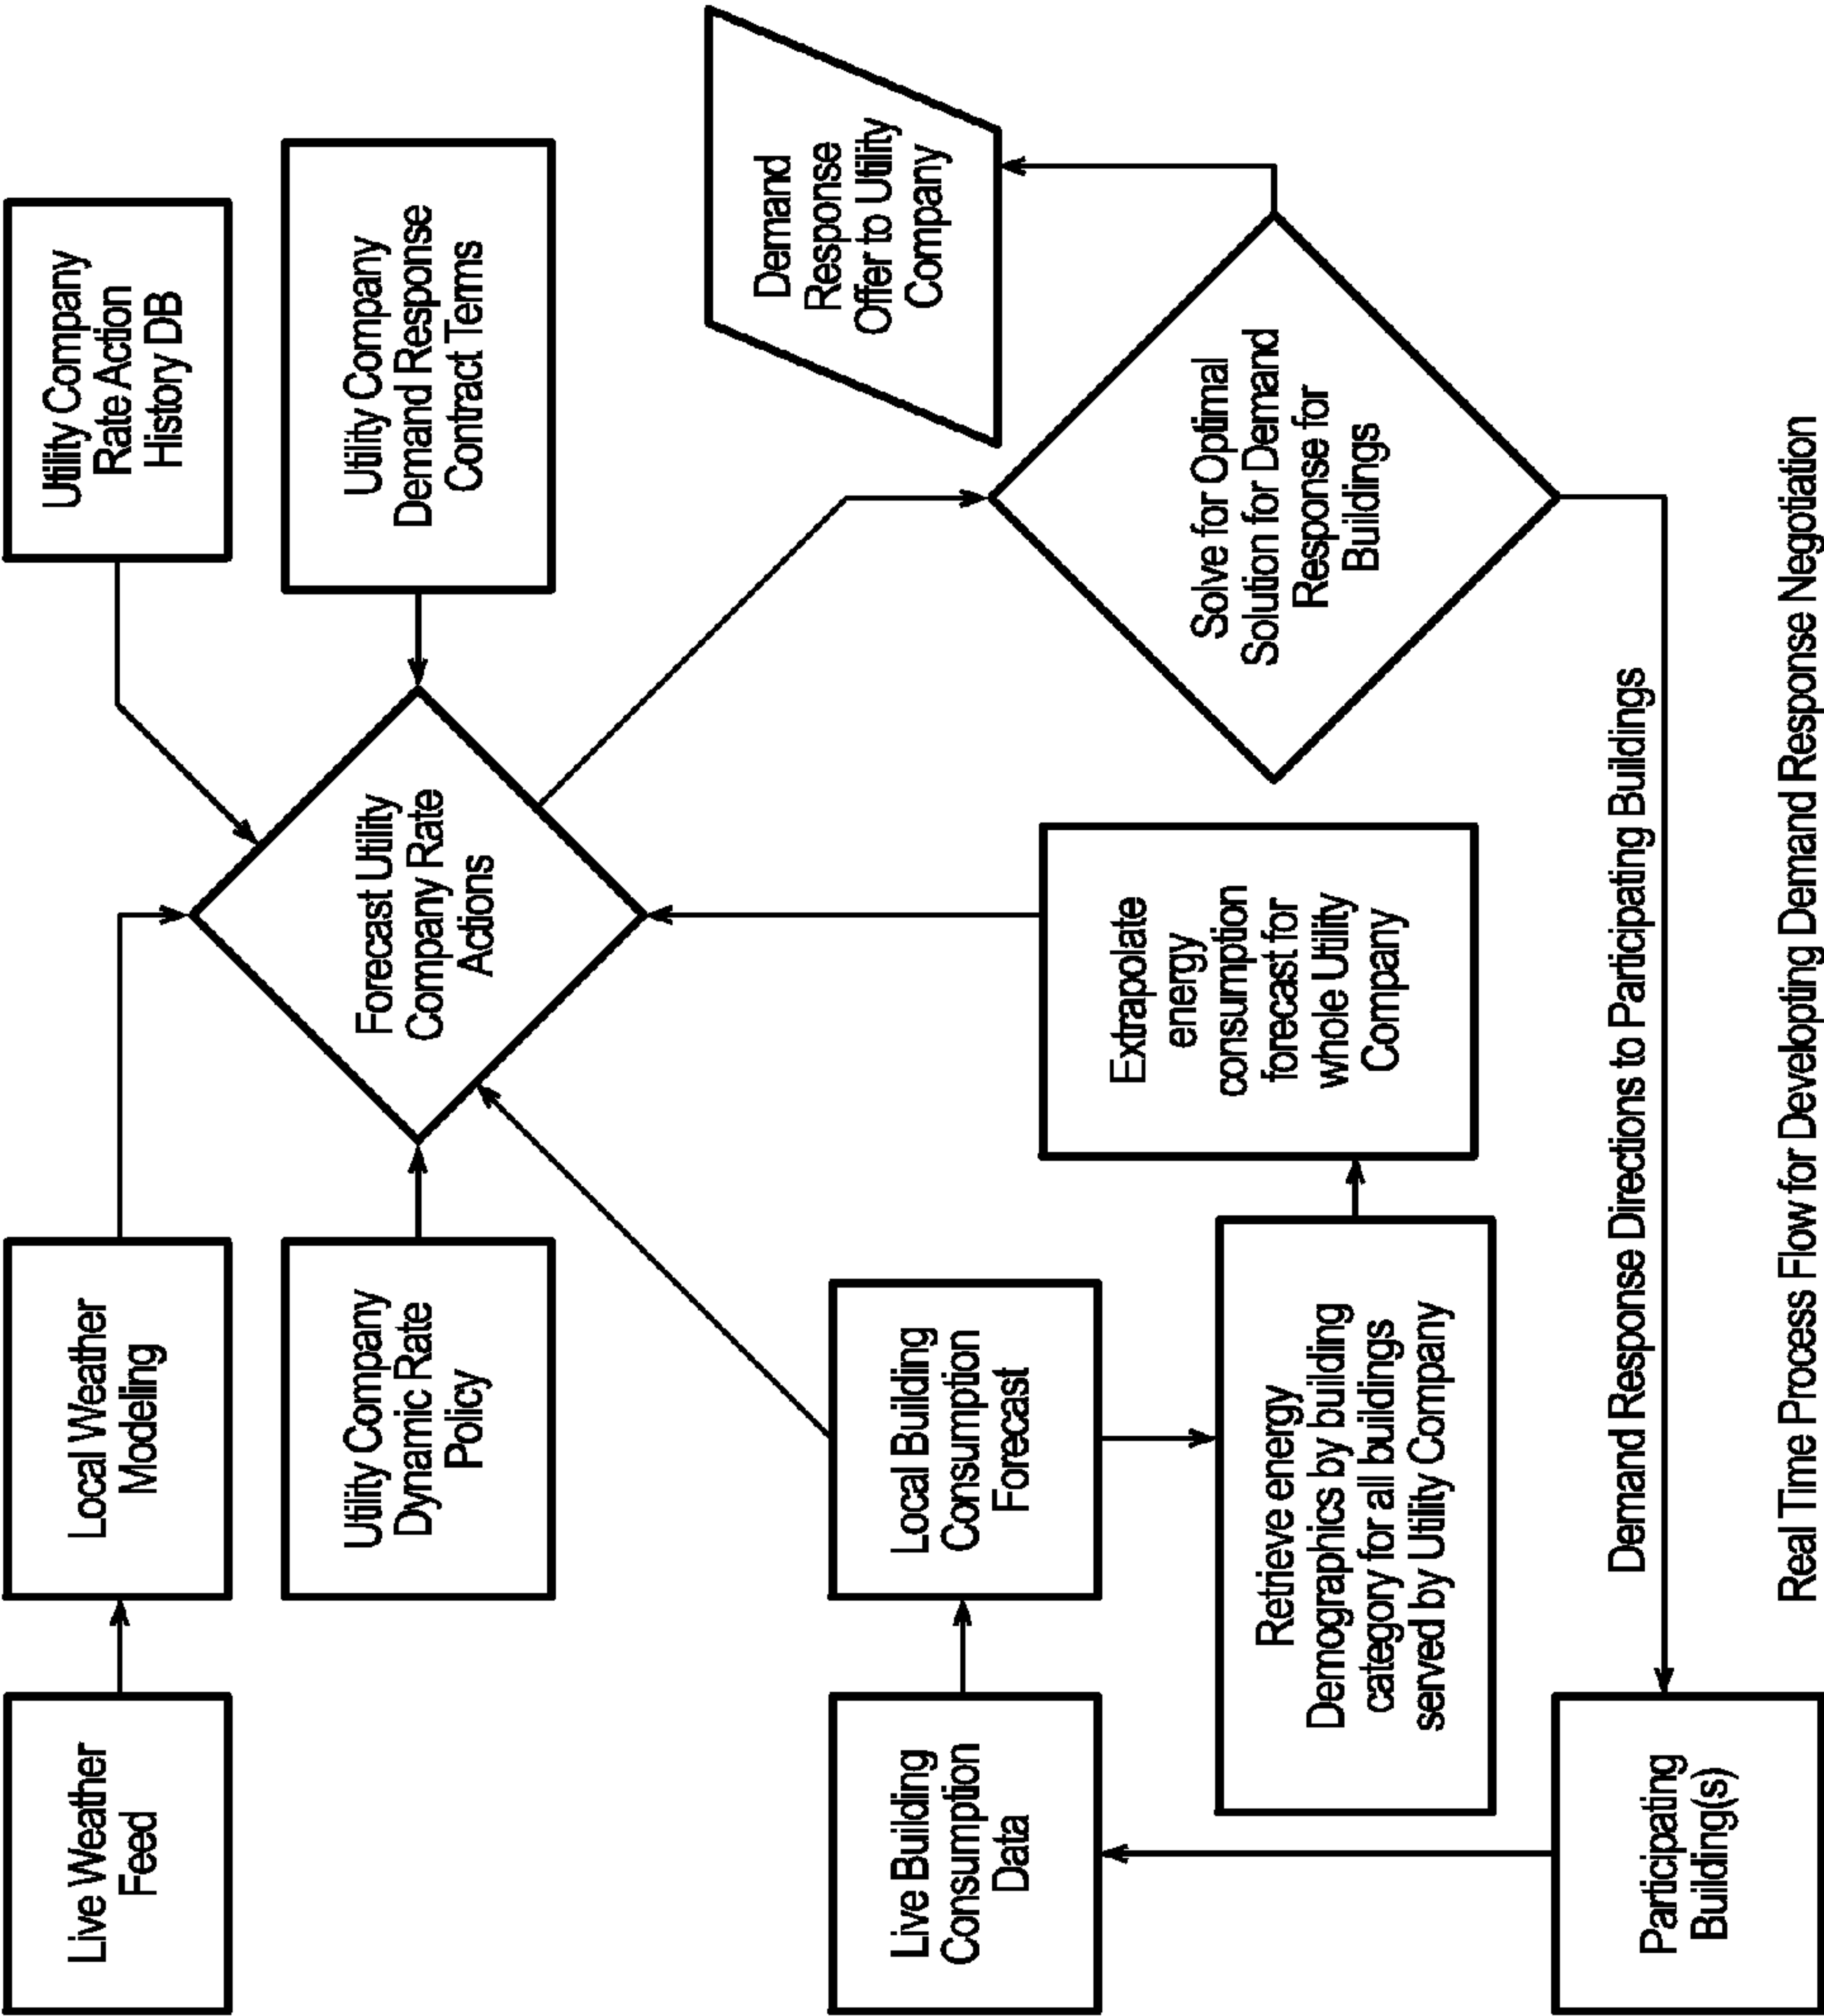 Live Weather
Feed
Local Weather
Modeling
Utility Company
Rate Action
History DB
Utility Company
Dynamic Rate
Policy
Forecast Utility
Company Rate
Actions
Utility Company
Demand Response
Contract Terms
Live Building
Consumption
Data
Local Building
Consumption
Forecast
Demand
Response
Offer to Utility
Company
Retrieve energy
Demographics by building
category for all buildings
served by Utility Company
Extrapolate
energy
consumption
forecast for
whole Utility
Company
Solve for Optimal
Solution for Demand
Response for
Buildings
Participating
Building(s)
Demand Response Directions to Participating Buildings
Real Time Process Flow for Developting Demand Response Negotiation